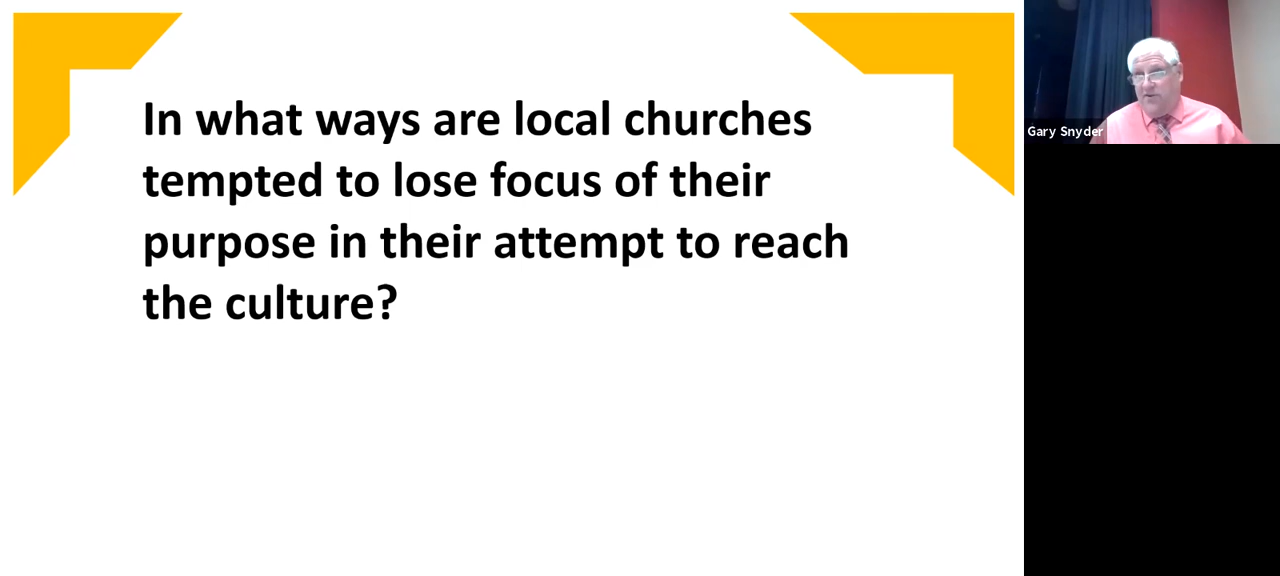 In what ways are local churches
tempted to lose focus of their
purpose in their attempt to reach
the culture?
Gary Snyder